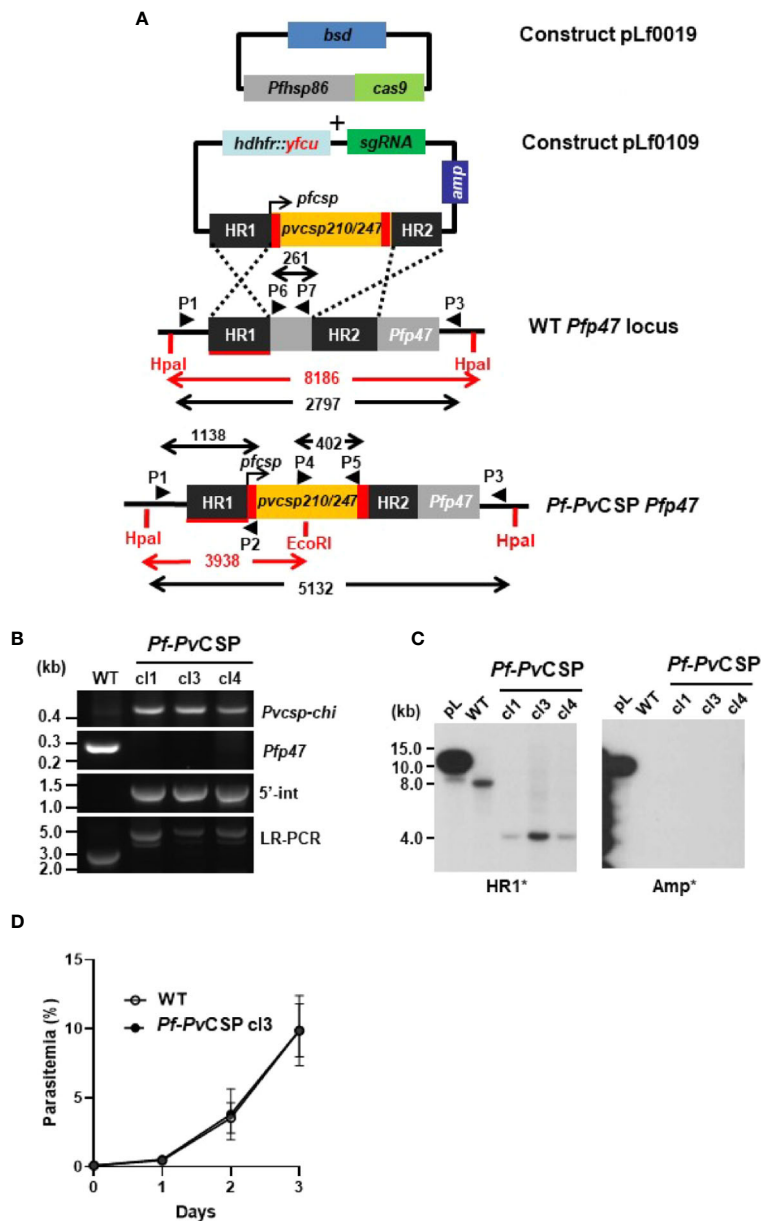 A
bsd
Construct pLf0019
Pfhsp86 cas9
+
hdhfr::yfcu sgRNA
Construct pLf0109
amp
pfcsp
HR1 pvcsp210/247 HR2
261
P1 P6 P7 P3
HR1 HR2 Pfp47
WT Pfp47 locus
HpaI HpaI
8186
2797
1138 402
pfcsp
P1 P4 P5 P3
HR1 pvcsp210/247 HR2 Pfp47
Pf-PvCSP Pfp47
P2
HpaI EcoRI HpaI
3938
5132
B
Pf-PvCSP
(kb) WT cl1 cl3 cl4
0.4 Pvcsp-chi
0.3
0.2
Pfp47
1.5
1.0
5'-int
5.0
3.0
2.0
LR-PCR
C
Pf-PvCSP Pf-PvCSP
(kb) pL WT cl1 cl3 cl4 pL WT cl1 cl3 cl4
15.0
10.0
8.0
4.0
HR1* Amp*
D
Parasitemia (%)
15
10
5
0
WT
Pf-PvCSP cl3
0 1 2 3
Days